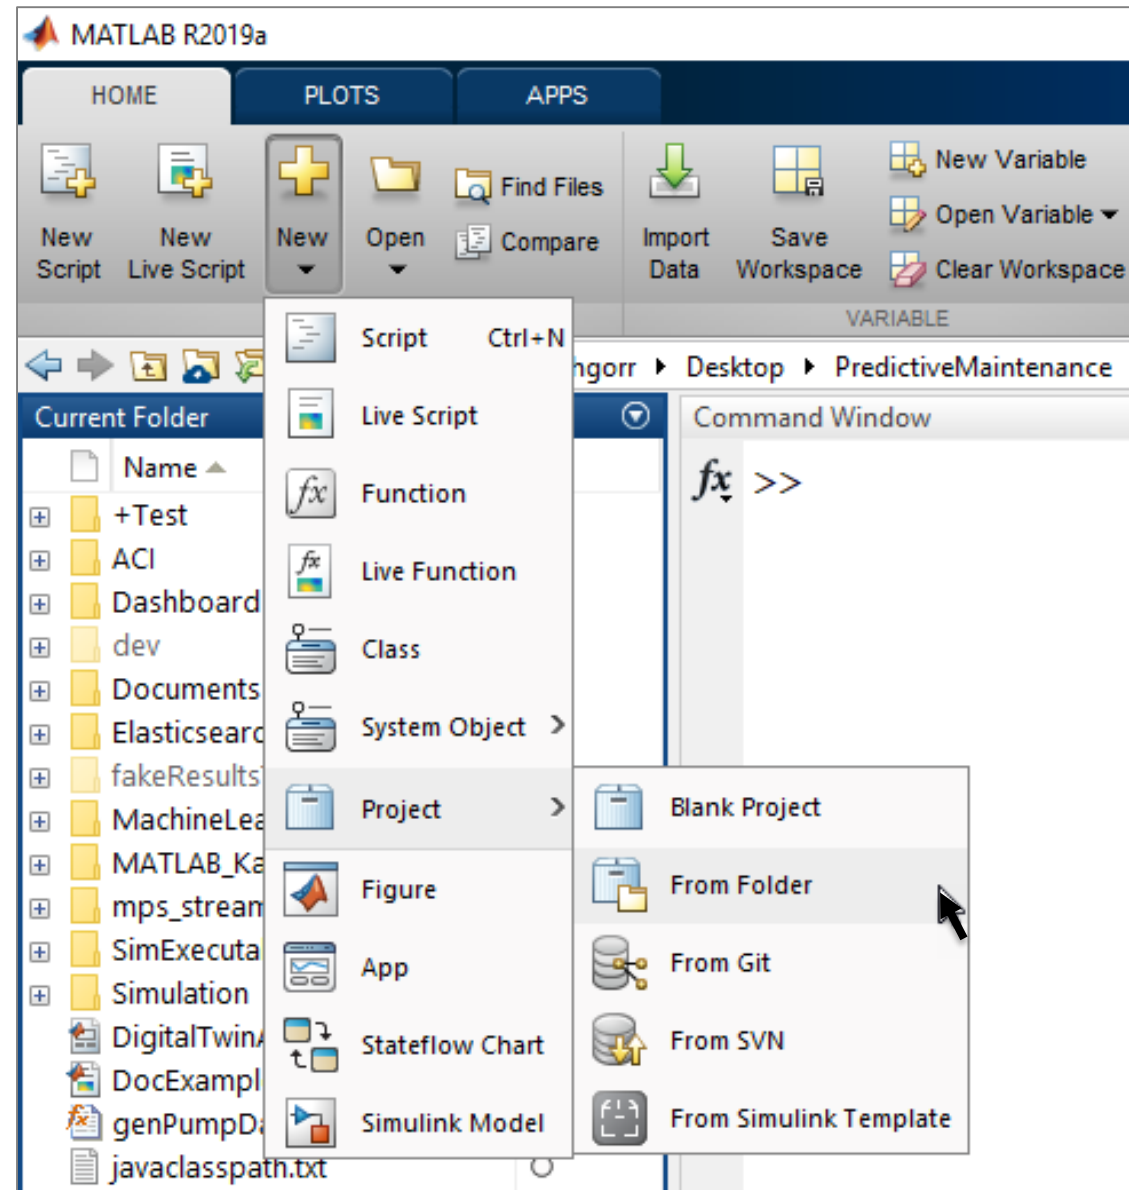 MATLAB R2019a
HOME PLOTS APPS
New Script
New Live Script
New
Open
Find Files
Compare
Import Data
Save Workspace
New Variable
Open Variable
Clear Workspace
VARIABLE
hgorr Desktop PredictiveMaintenance
Current Folder
Name
+Test
ACI
Dashboard
dev
Documents
Elasticsearc
fakeResults
MachineLea
MATLAB_Ka
mps_stream
SimExecuta
Simulation
DigitalTwin
DocExampl
genPumpDa
javaclasspath.txt
Script Ctrl+N
Live Script
Function
Live Function
Class
System Object
Project
Figure
App
Stateflow Chart
Simulink Model
Blank Project
From Folder
From Git
From SVN
From Simulink Template
Command Window
fx >>